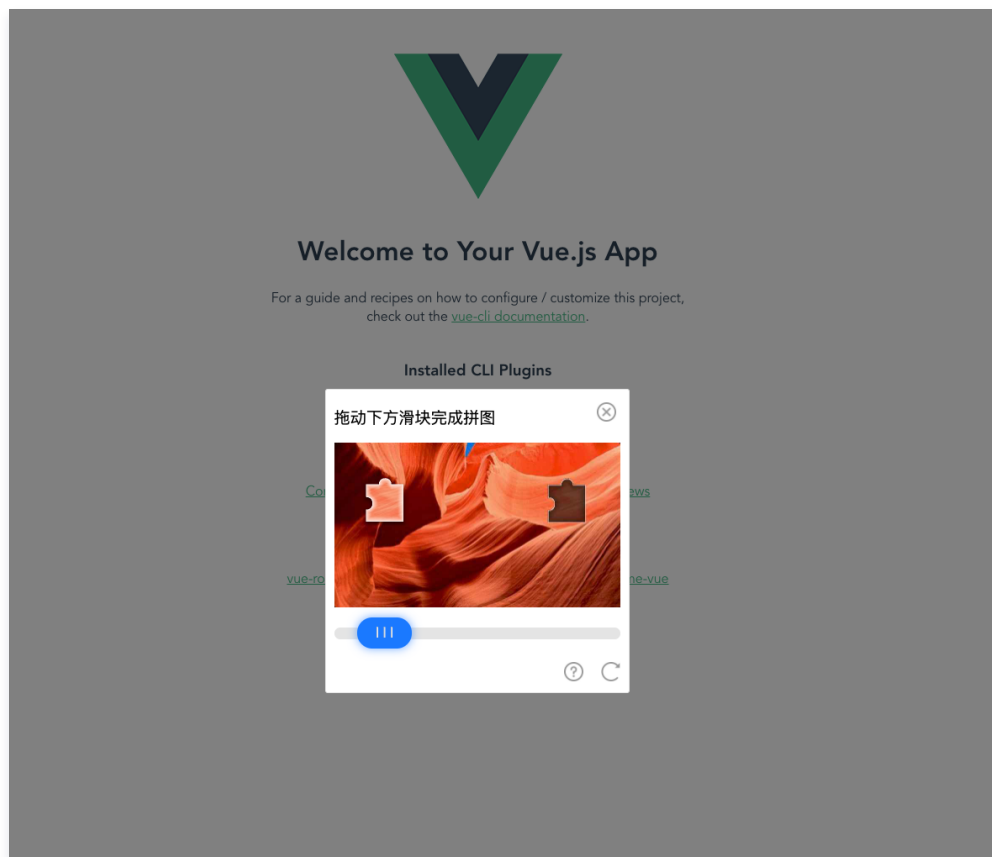 Welcome to Your Vue.js App
For a guide and recipes on how to configure / customize this project,
check out the vue-cli documentation.
Installed CLI Plugins
拖动下方滑块完成拼图